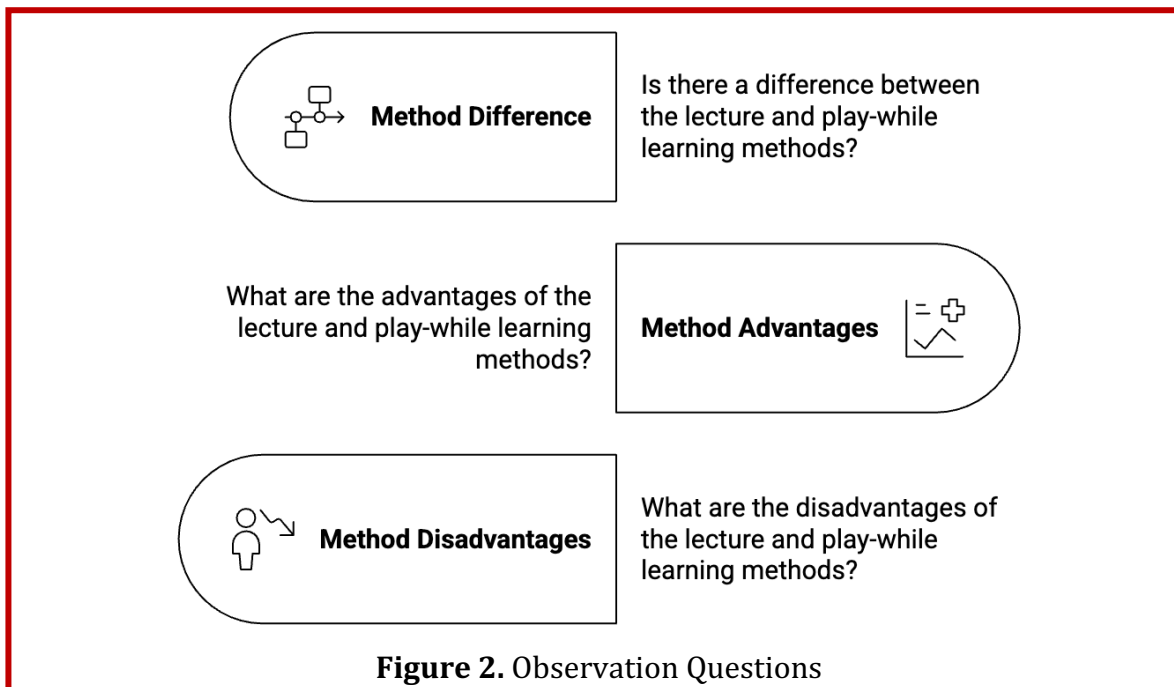 Method Difference
Is there a difference between
the lecture and play-while
learning methods?
What are the advantages of the
lecture and play-while learning
methods?
Method Advantages
Method Disadvantages
What are the disadvantages of
the lecture and play-while
learning methods?
Figure 2. Observation Questions